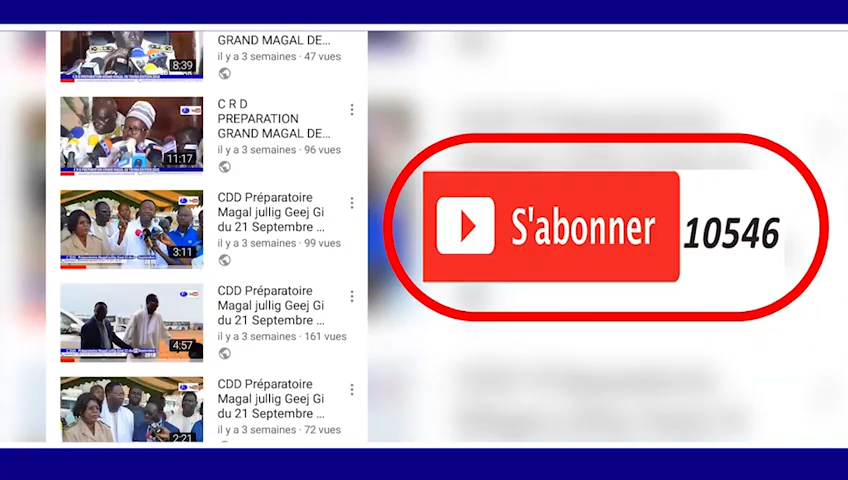 GRAND MAGAL DE...
il y a 3 semaines · 47 vues
8:39
C R D
PREPARATION
GRAND MAGAL DE...
il y a 3 semaines · 96 vues
11:17
CDD Préparatoire
Magal jullig Geej Gi
du 21 Septembre ...
il y a 3 semaines · 99 vues
3:11
CDD Préparatoire
Magal jullig Geej Gi
du 21 Septembre ...
il y a 3 semaines · 161 vues
4:57
CDD Préparatoire
Magal jullig Geej Gi
du 21 Septembre ...
il y a 3 semaines · 72 vues
2:21
S'abonner 10546